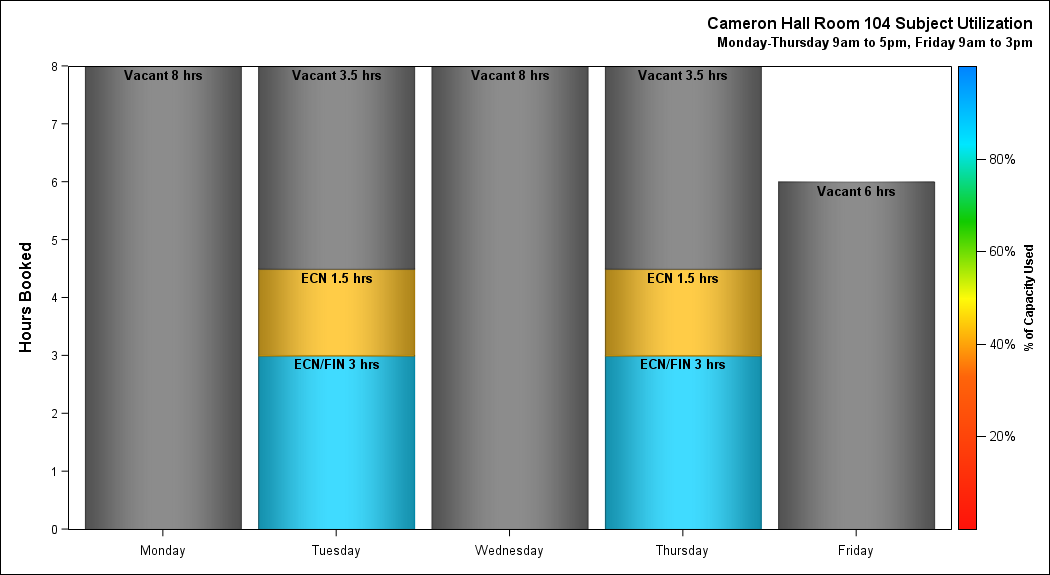 Cameron Hall Room 104 Subject Utilization
Monday-Thursday 9am to 5pm, Friday 9am to 3pm
Hours Booked
8
7
6
5
4
3
2
1
0
Vacant 8 hrs
Vacant 3.5 hrs
Vacant 8 hrs
Vacant 3.5 hrs
Vacant 6 hrs
ECN 1.5 hrs
ECN 1.5 hrs
ECN/FIN 3 hrs
ECN/FIN 3 hrs
Monday
Tuesday
Wednesday
Thursday
Friday
80%
60%
40%
20%
% of Capacity Used